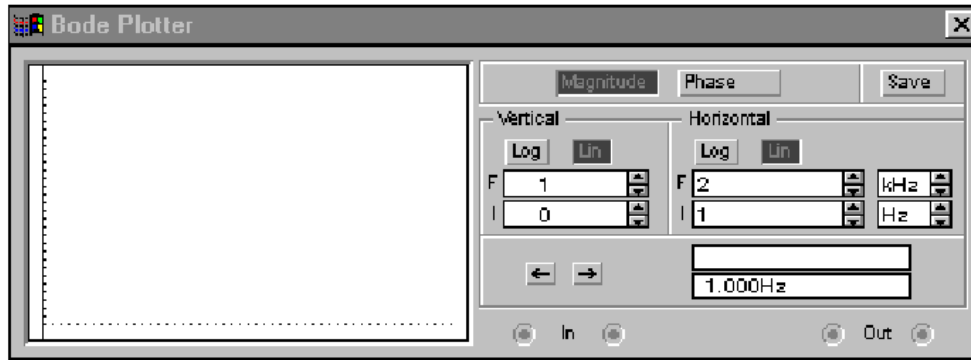 Bode Plotter
Magnitude Phase Save
Vertical Horizontal
Log Lin Log Lin
F 1 F 2 kHz
I 0 I 1 Hz
1.000Hz
In Out